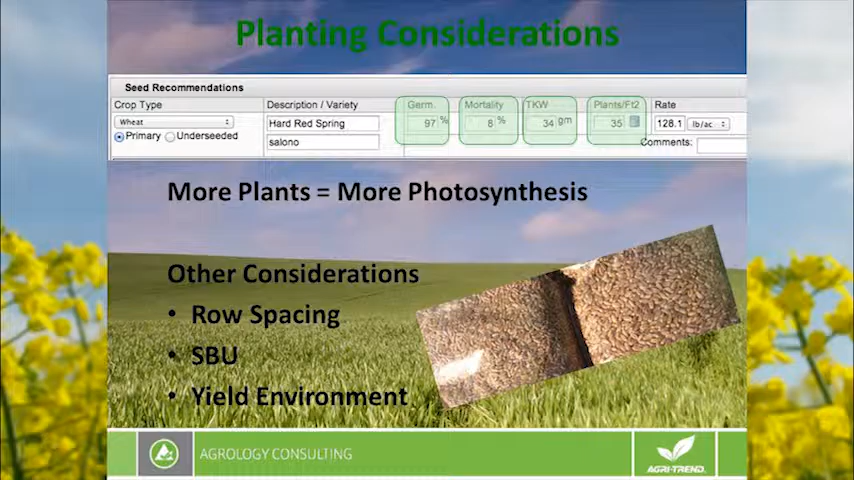 Planting Considerations
Seed Recommendations
Crop Type Description / Variety Germ. Mortality TKW Plants/Ft2 Rate
Wheat Hard Red Spring 97 % 8 % 34 gm 35 128.1 lb/ac
Primary Underseeded salono Comments:
More Plants = More Photosynthesis
Other Considerations
• Row Spacing
• SBU
• Yield Environment
AGROLOGY CONSULTING
AGRI-TREND